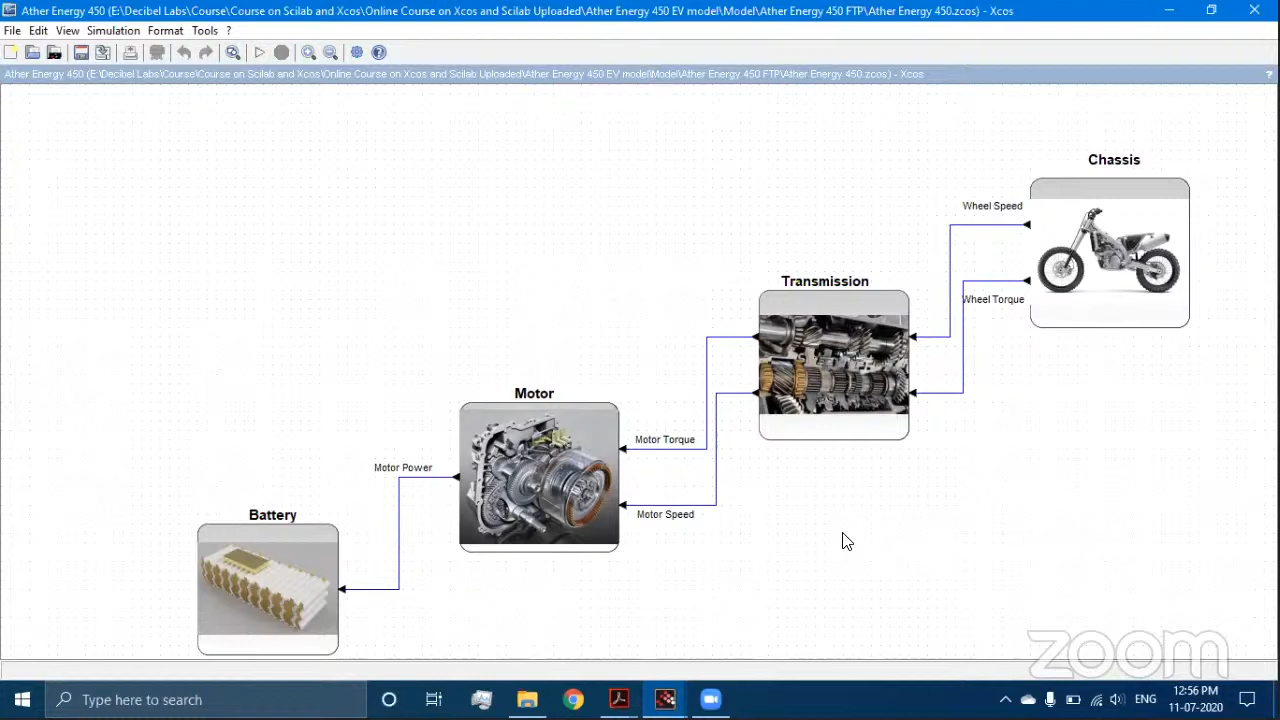 Ather Energy 450 (E:\Decibel Labs\Course\Course on Scilab and Xcos\Online Course on Xcos and Scilab Uploaded\Ather Energy 450 EV model\Model\Ather Energy 450 FTP\Ather Energy 450.zcos) - Xcos
File Edit View Simulation Format Tools ?
Ather Energy 450 (E:\Decibel Labs\Course\Course on Scilab and Xcos\Online Course on Xcos and Scilab Uploaded\Ather Energy 450 EV model\Model\Ather Energy 450 FTP\Ather Energy 450.zcos) - Xcos ?
Chassis
Wheel Speed
Transmission
Wheel Torque
Motor
Motor Torque
Motor Power
Motor Speed
Battery
zoom
Type here to search
ENG
12:56 PM
11-07-2020